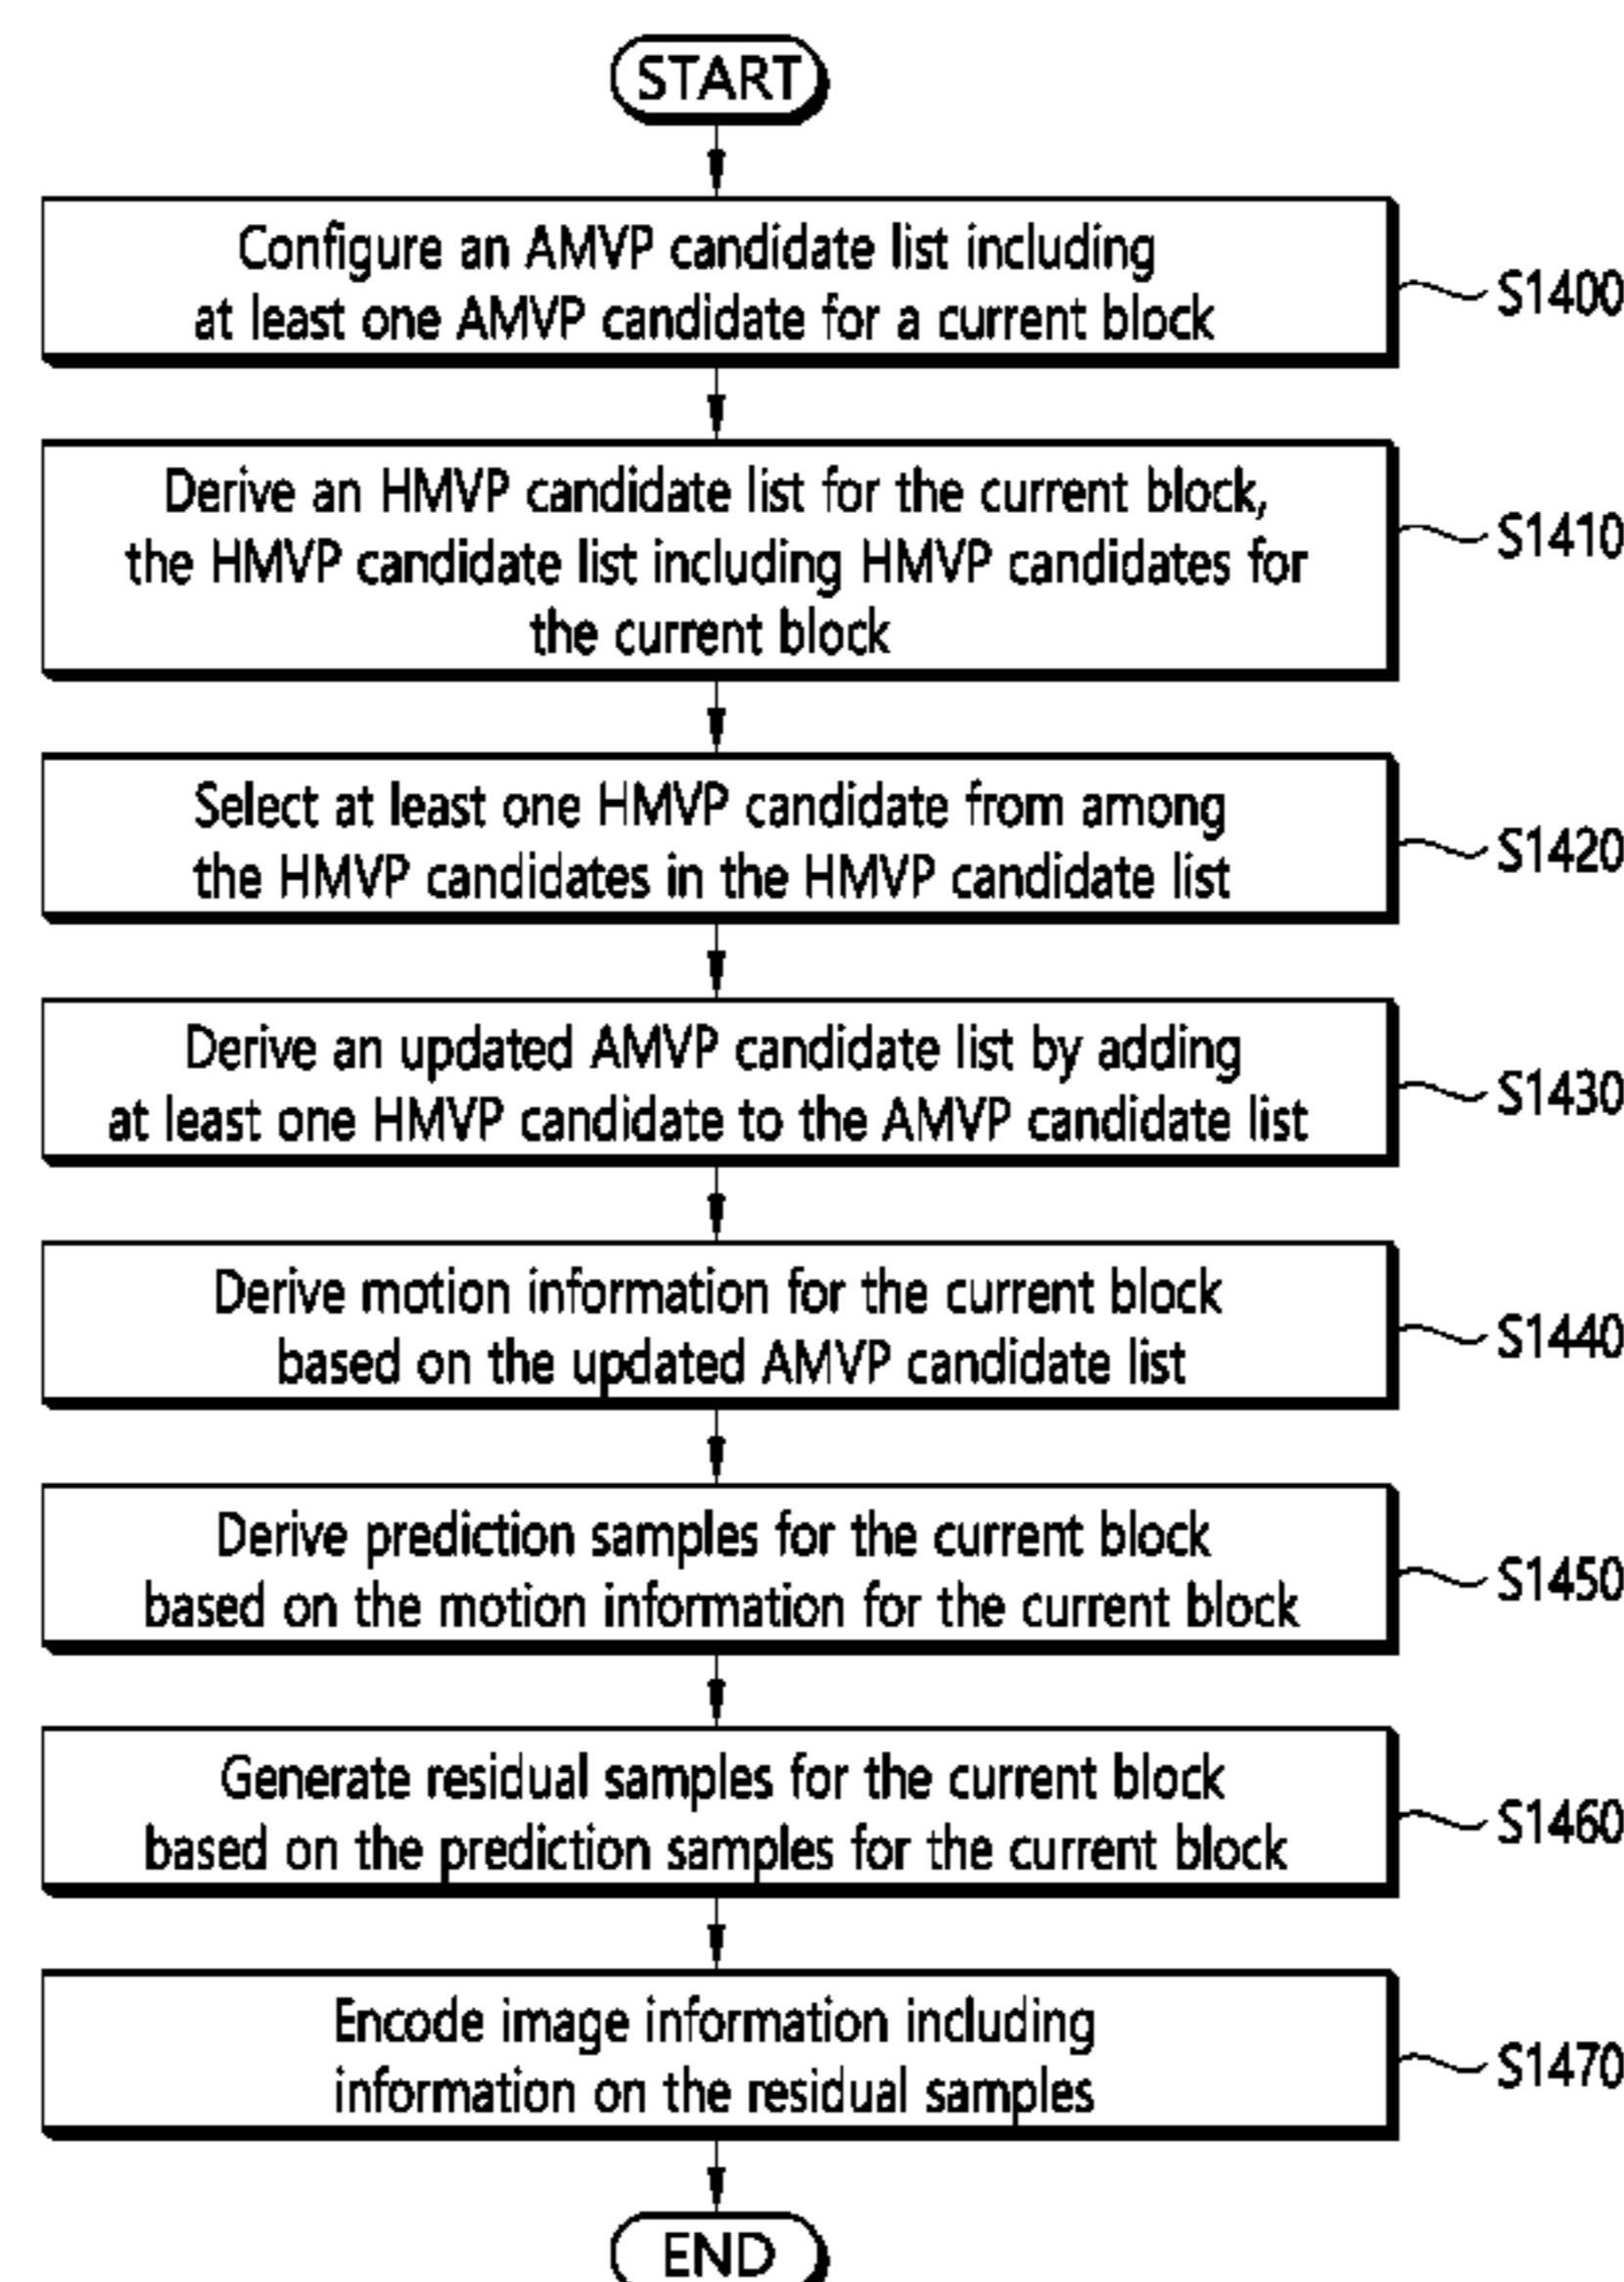 START
Configure an AMVP candidate list including
at least one AMVP candidate for a current block
S1400
Derive an HMVP candidate list for the current block,
the HMVP candidate list including HMVP candidates for
the current block
S1410
Select at least one HMVP candidate from among
the HMVP candidates in the HMVP candidate list
S1420
Derive an updated AMVP candidate list by adding
at least one HMVP candidate to the AMVP candidate list
S1430
Derive motion information for the current block
based on the updated AMVP candidate list
S1440
Derive prediction samples for the current block
based on the motion information for the current block
S1450
Generate residual samples for the current block
based on the prediction samples for the current block
S1460
Encode image information including
information on the residual samples
S1470
END